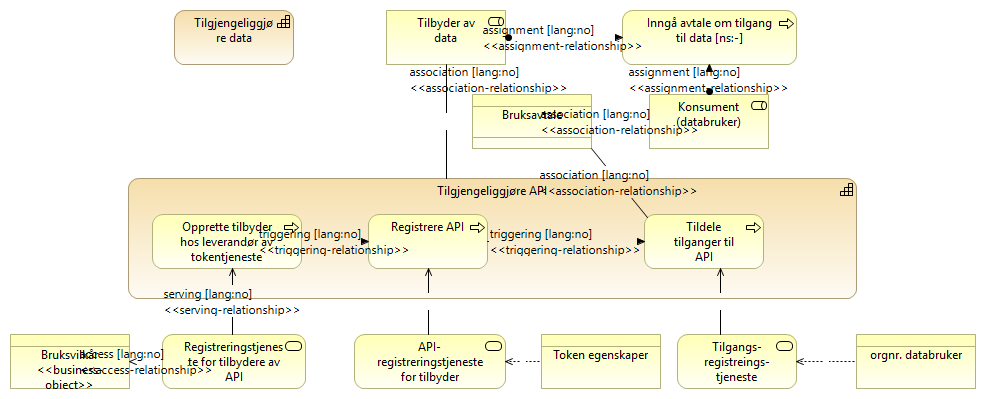 Tilgjengeliggjø
re data
Tilbyder av
data
assignment [lang:no]
<<assignment-relationship>>
Inngå avtale om tilgang
til data [ns:-]
association [lang:no]
<<association-relationship>>
assignment [lang:no]
<<assignment-relationship>>
Bruksavtale
association [lang:no]
<<association-relationship>>
Konsument
(databruker)
association [lang:no]
<<association-relationship>>
Tilgjengeliggjøre API
Opprette tilbyder
hos leverandør av
tokentjeneste
triggering [lang:no]
<<triggering-relationship>>
Registrere API
triggering [lang:no]
<<triggering-relationship>>
Tildele
tilganger til
API
serving [lang:no]
<<serving-relationship>>
Bruksvilkår
<<business-
object>>
access [lang:no]
<<access-relationship>>
Registreringstjenes
te for tilbydere av
API
API-
registreringstjeneste
for tilbyder
Token egenskaper
Tilgangs-
registreings-
tjeneste
orgnr. databruker